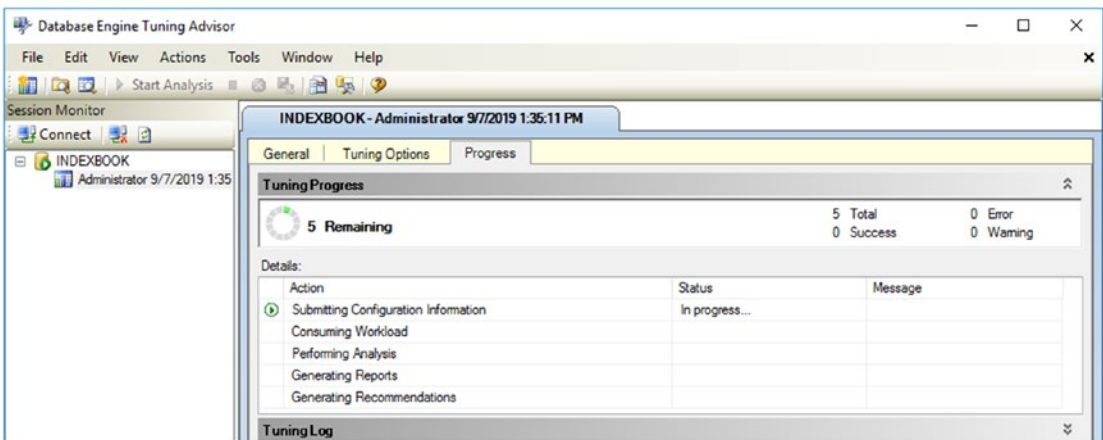 Database Engine Tuning Advisor
File Edit View Actions Tools Window Help
Start Analysis
Session Monitor
Connect
INDEXBOOK
Administrator 9/7/2019 1:35
INDEXBOOK - Administrator 9/7/2019 1:35:11 PM
General Tuning Options Progress
Tuning Progress
5 Remaining
5 Total 0 Error
0 Success 0 Warning
Details:
Action Status Message
Submitting Configuration Information In progress...
Consuming Workload
Performing Analysis
Generating Reports
Generating Recommendations
Tuning Log